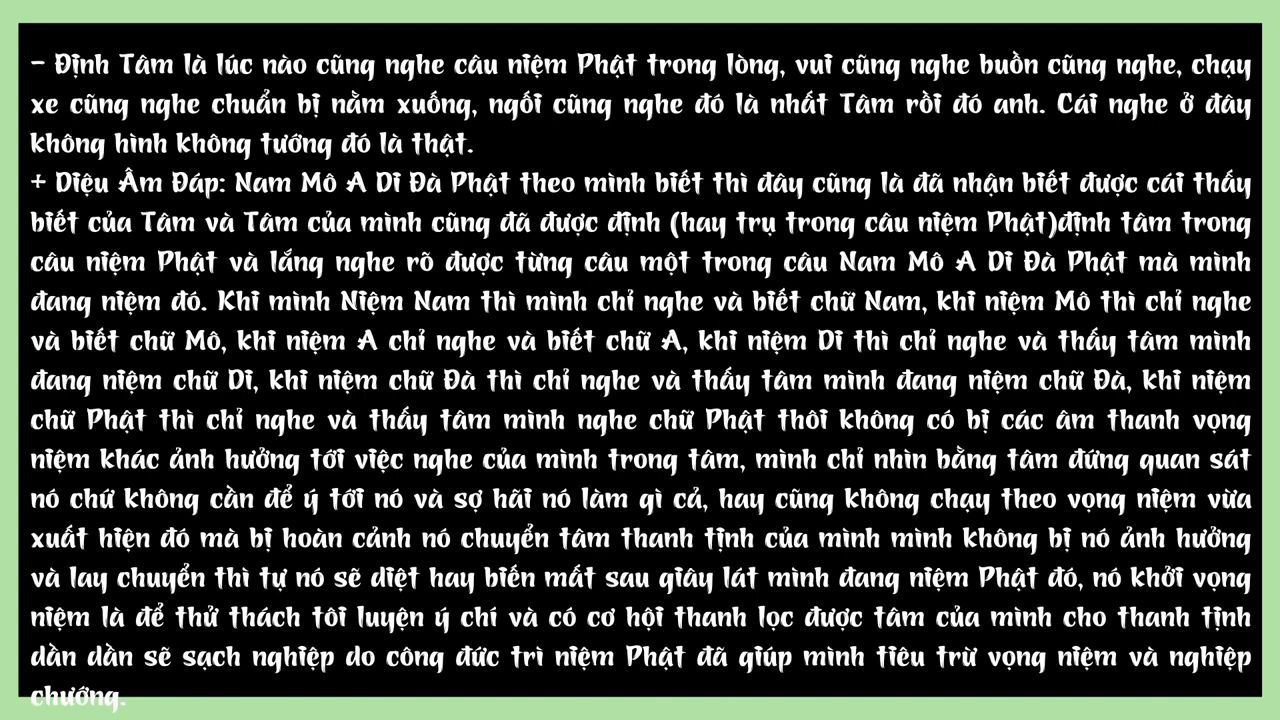 - Định Tâm là lúc nào cũng nghe câu niệm Phật trong lòng, vui cũng nghe buồn cũng nghe, chạy
xe cũng nghe chuẩn bị nằm xuống, ngối cũng nghe đó là nhất Tâm rồi đó anh. Cái nghe ở đây
không hình không tướng đó là thật.
+ Diệu Âm Đáp: Nam Mô A Di Đà Phật theo mình biết thì đây cũng là đã nhận biết được cái thấy
biết của Tâm và Tâm của mình cũng đã được định (hay trụ trong câu niệm Phật)định tâm trong
câu niệm Phật và lắng nghe rõ được từng câu một trong câu Nam Mô A Di Đà Phật mà mình
đang niệm đó. Khi mình Niệm Nam thì mình chỉ nghe và biết chữ Nam, khi niệm Mô thì chỉ nghe
và biết chữ Mô, khi niệm A chỉ nghe và biết chữ A, khi niệm Di thì chỉ nghe và thấy tâm mình
đang niệm chữ Di, khi niệm chữ Đà thì chỉ nghe và thấy tâm mình đang niệm chữ Đà, khi niệm
chữ Phật thì chỉ nghe và thấy tâm mình nghe chữ Phật thôi không có bị các âm thanh vọng
niệm khác ảnh hưởng tới việc nghe của mình trong tâm, mình chỉ nhìn bằng tâm đứng quan sát
nó chứ không cần để ý tới nó và sợ hãi nó làm gì cả, hay cũng không chạy theo vọng niệm vừa
xuất hiện đó mà bị hoàn cảnh nó chuyển tâm thanh tịnh của mình mình không bị nó ảnh hưởng
và lay chuyển thì tự nó sẽ diệt hay biến mất sau giây lát mình đang niệm Phật đó, nó khởi vọng
niệm là để thử thách tôi luyện ý chí và có cơ hội thanh lọc được tâm của mình cho thanh tịnh
dần dần sẽ sạch nghiệp do công đức trì niệm Phật đã giúp mình tiêu trừ vọng niệm và nghiệp
chướng.